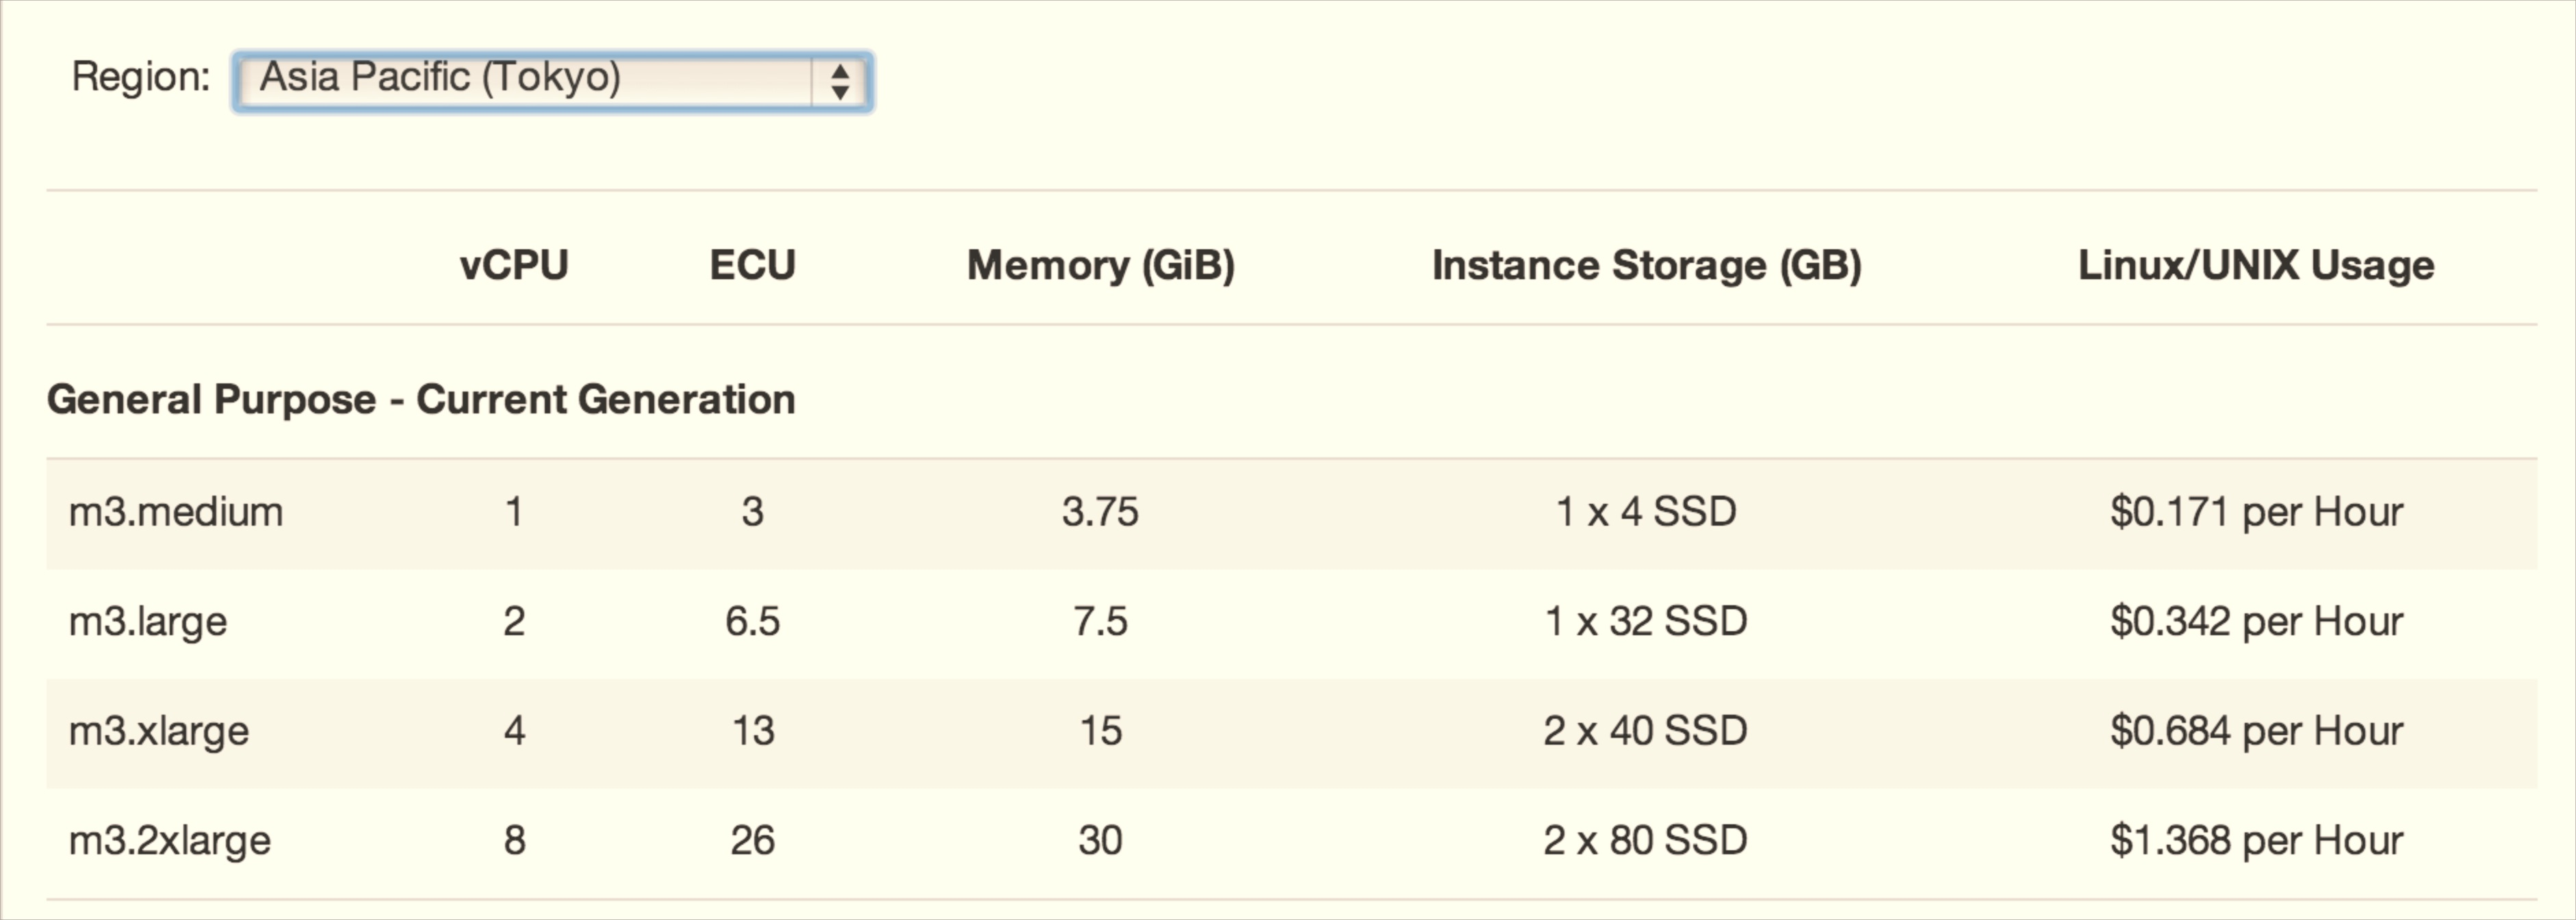 Region: Asia Pacific (Tokyo)
vCPU ECU Memory (GiB) Instance Storage (GB) Linux/UNIX Usage
General Purpose - Current Generation
m3.medium 1 3 3.75 1 x 4 SSD $0.171 per Hour
m3.large 2 6.5 7.5 1 x 32 SSD $0.342 per Hour
m3.xlarge 4 13 15 2 x 40 SSD $0.684 per Hour
m3.2xlarge 8 26 30 2 x 80 SSD $1.368 per Hour